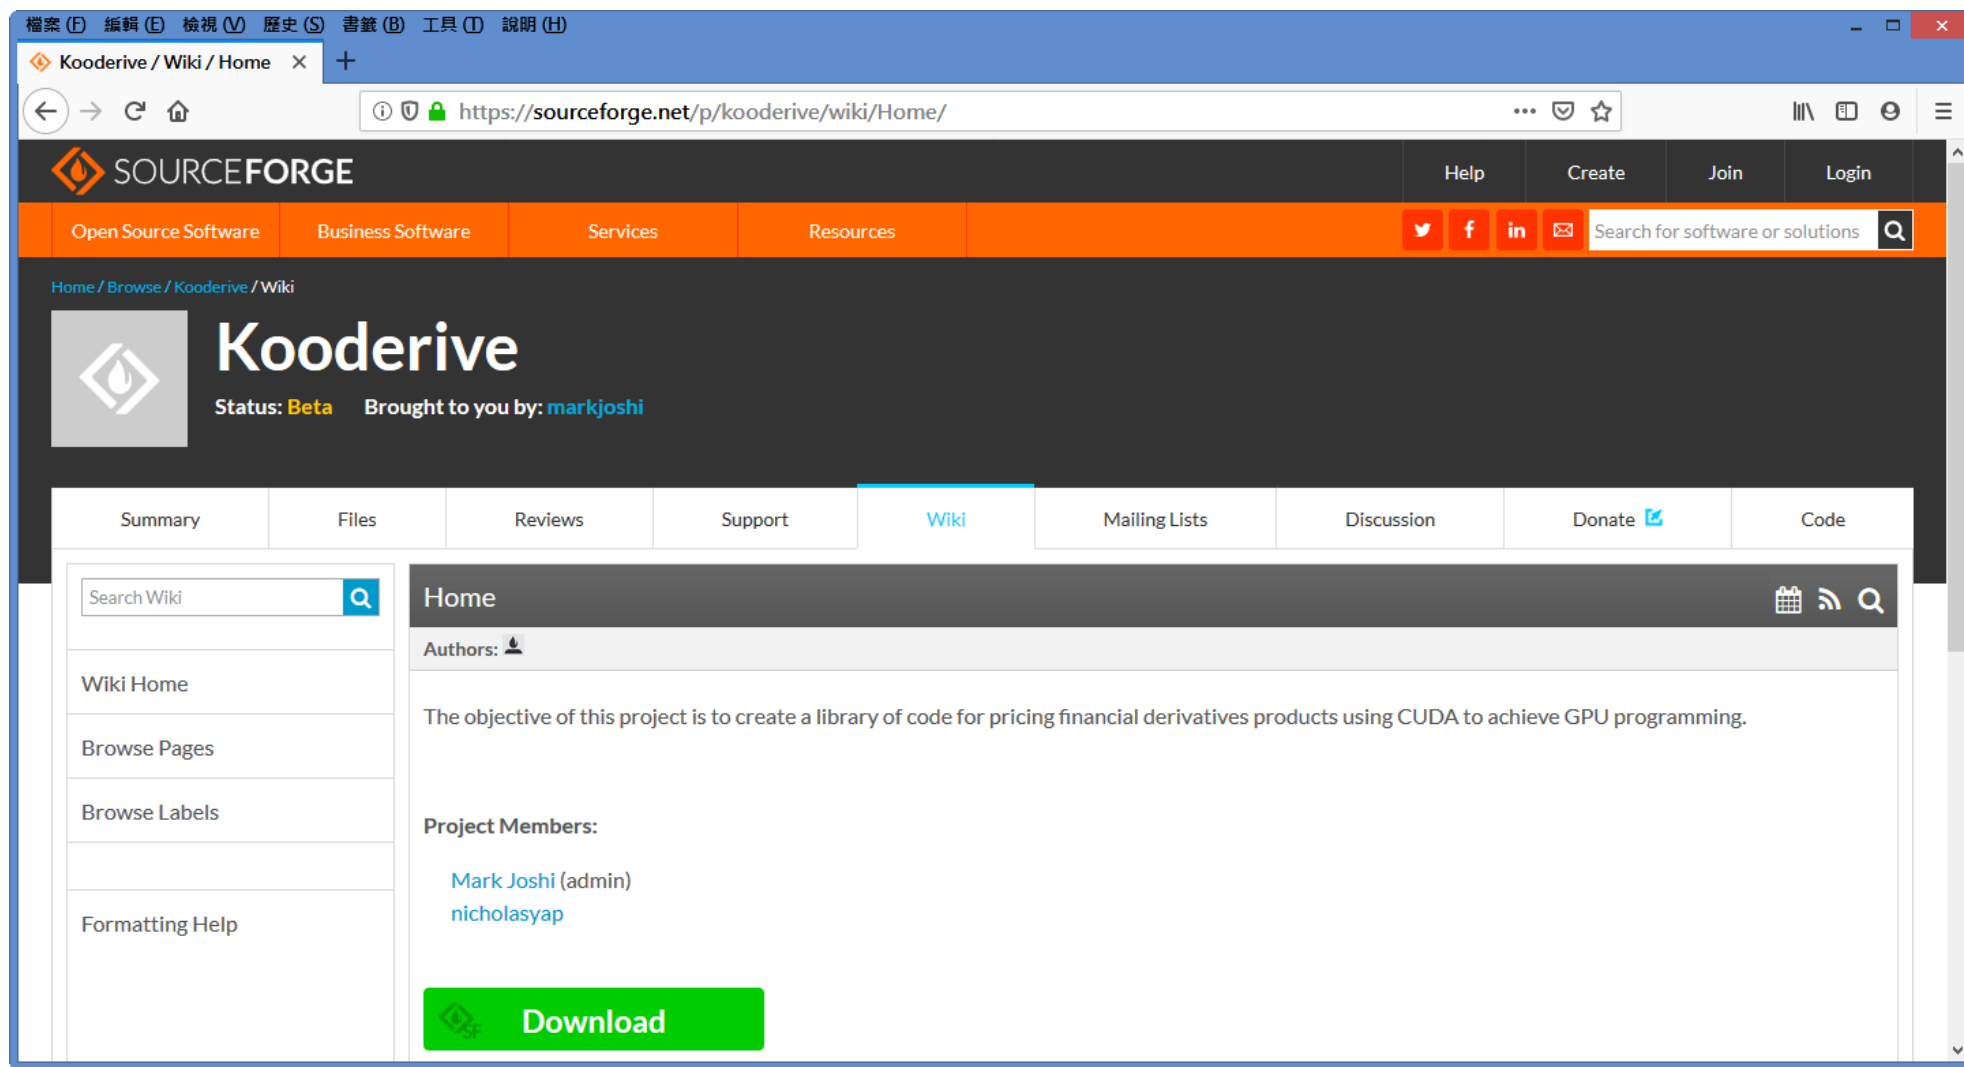 檔案 (F) 編輯 (E) 檢視 (V) 歷史 (S) 書籤 (B) 工具 (T) 說明 (H)
Kooderive / Wiki / Home
https://sourceforge.net/p/kooderive/wiki/Home/
SOURCEFORGE
Help Create Join Login
Open Source Software Business Software Services Resources
Search for software or solutions
Home / Browse / Kooderive / Wiki
Kooderive
Status: Beta Brought to you by: markjoshi
Summary Files Reviews Support Wiki Mailing Lists Discussion Donate Code
Search Wiki
Wiki Home
Browse Pages
Browse Labels
Formatting Help
Home
Authors:
The objective of this project is to create a library of code for pricing financial derivatives products using CUDA to achieve GPU programming.
Project Members:
Mark Joshi (admin)
nicholasyap
SF Download